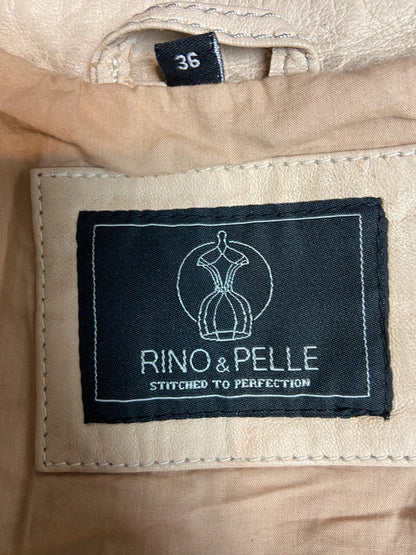 36
RINO & PELLE
STITCHED TO PERFECTION